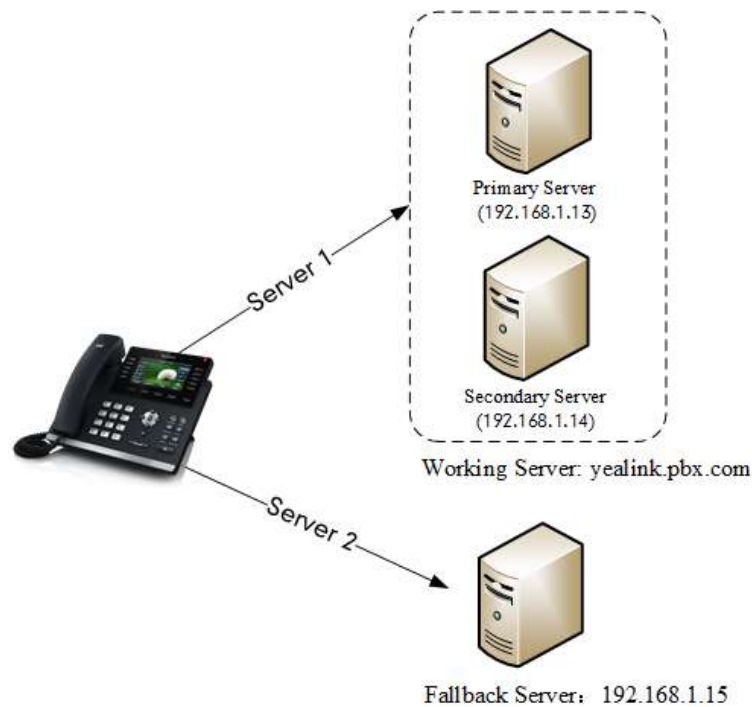 Primary Server
(192.168.1.13)
Server 1
Secondary Server
(192.168.1.14)
Working Server: yealink.pbx.com
Server 2
Fallback Server：192.168.1.15